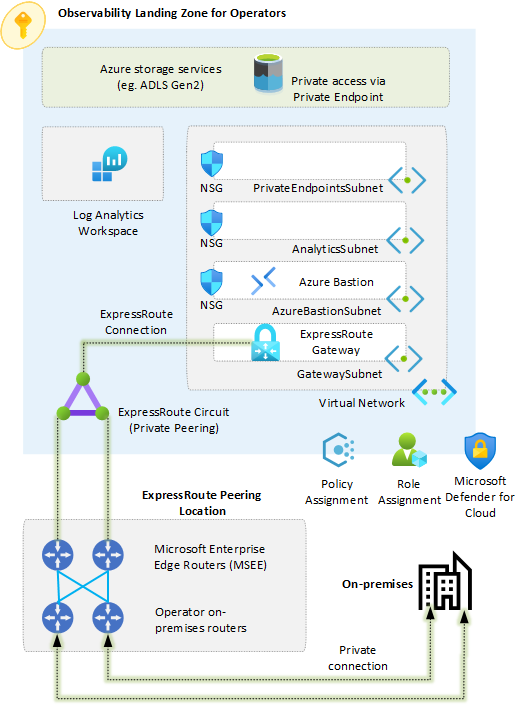 Observability Landing Zone for Operators
Azure storage services
(eg. ADLS Gen2)
Private access via
Private Endpoint
Log Analytics
Workspace
NSG
PrivateEndpointsSubnet
NSG
AnalyticsSubnet
Azure Bastion
NSG
AzureBastionSubnet
ExpressRoute
Connection
ExpressRoute
Gateway
GatewaySubnet
Virtual Network
ExpressRoute Circuit
(Private Peering)
Policy
Assignment
Role
Assignment
Microsoft
Defender for
Cloud
ExpressRoute Peering
Location
Microsoft Enterprise
Edge Routers (MSEE)
On-premises
Operator on-
premises routers
Private
connection